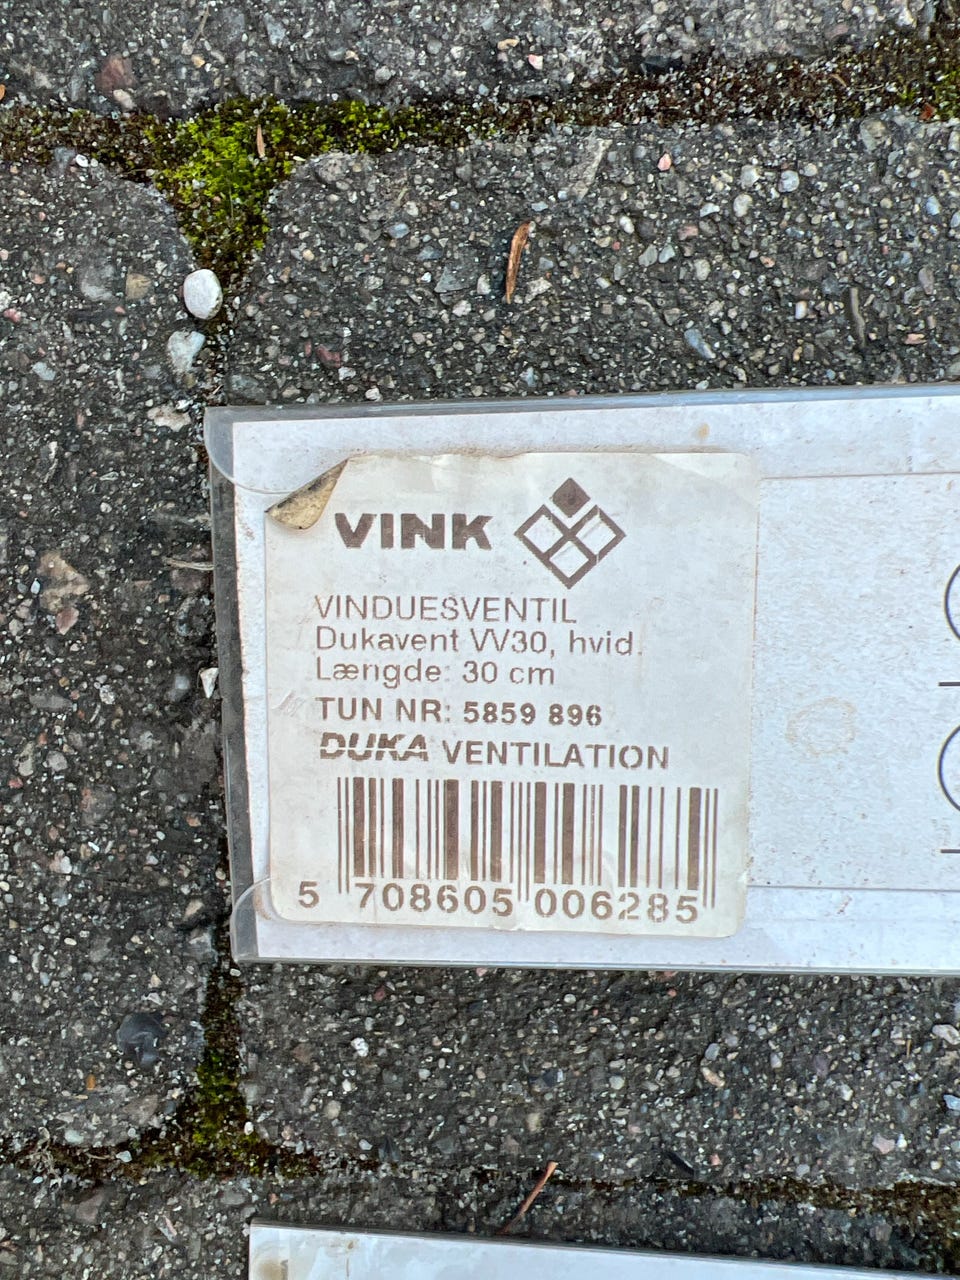 VINK
VINDUESVENTIL
Dukavent VV30, hvid.
Længde: 30 cm
TUN NR: 5859 896
DUKA VENTILATION
5 708605 006285